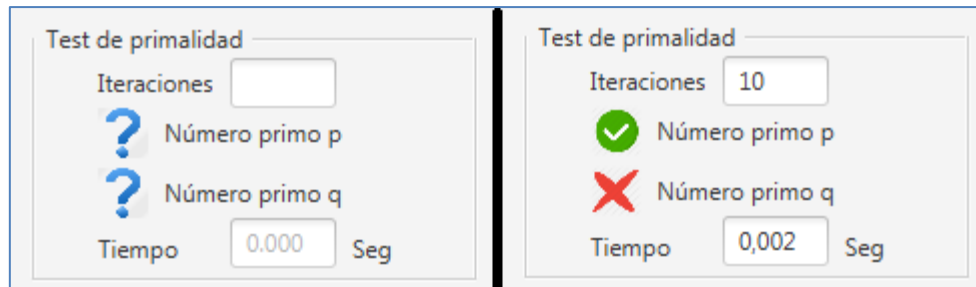 Test de primalidad
Iteraciones
Número primo p
Número primo q
Tiempo 0.000 Seg
Test de primalidad
Iteraciones 10
Número primo p
Número primo q
Tiempo 0,002 Seg